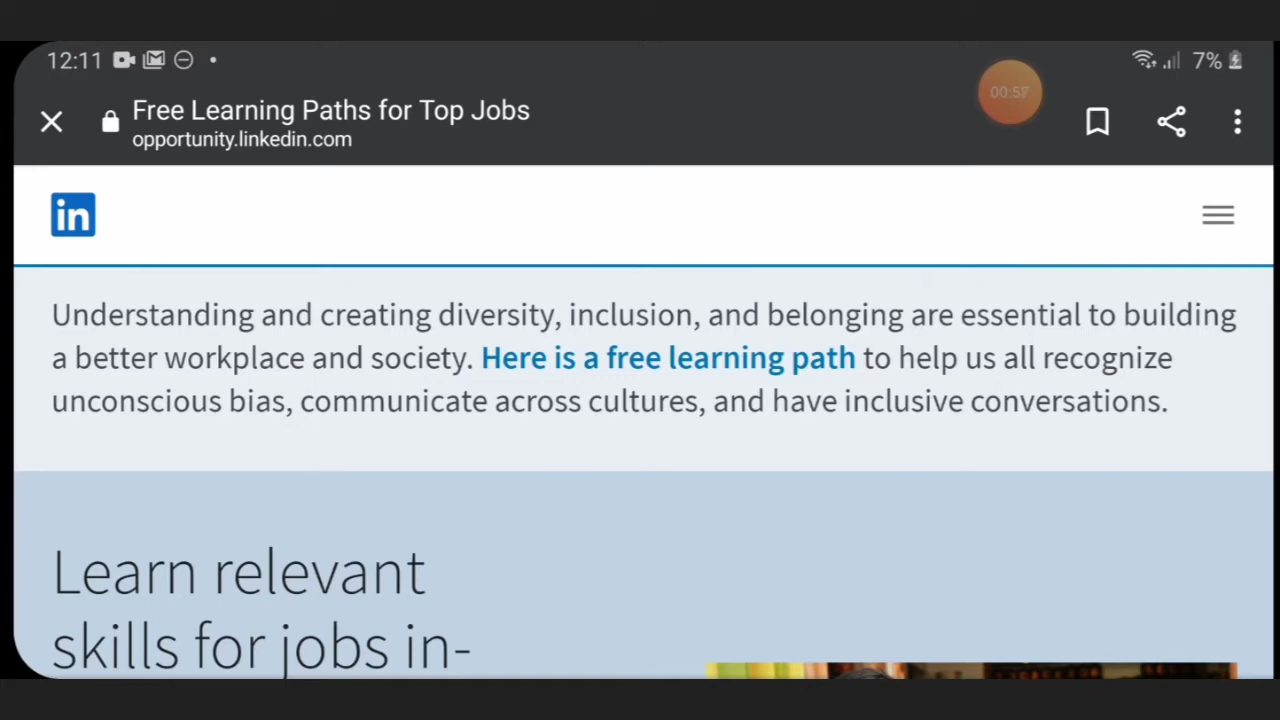 12:11
7%
Free Learning Paths for Top Jobs
00:57
opportunity.linkedin.com
in
Understanding and creating diversity, inclusion, and belonging are essential to building
a better workplace and society. Here is a free learning path to help us all recognize
unconscious bias, communicate across cultures, and have inclusive conversations.
Learn relevant
skills for jobs in-